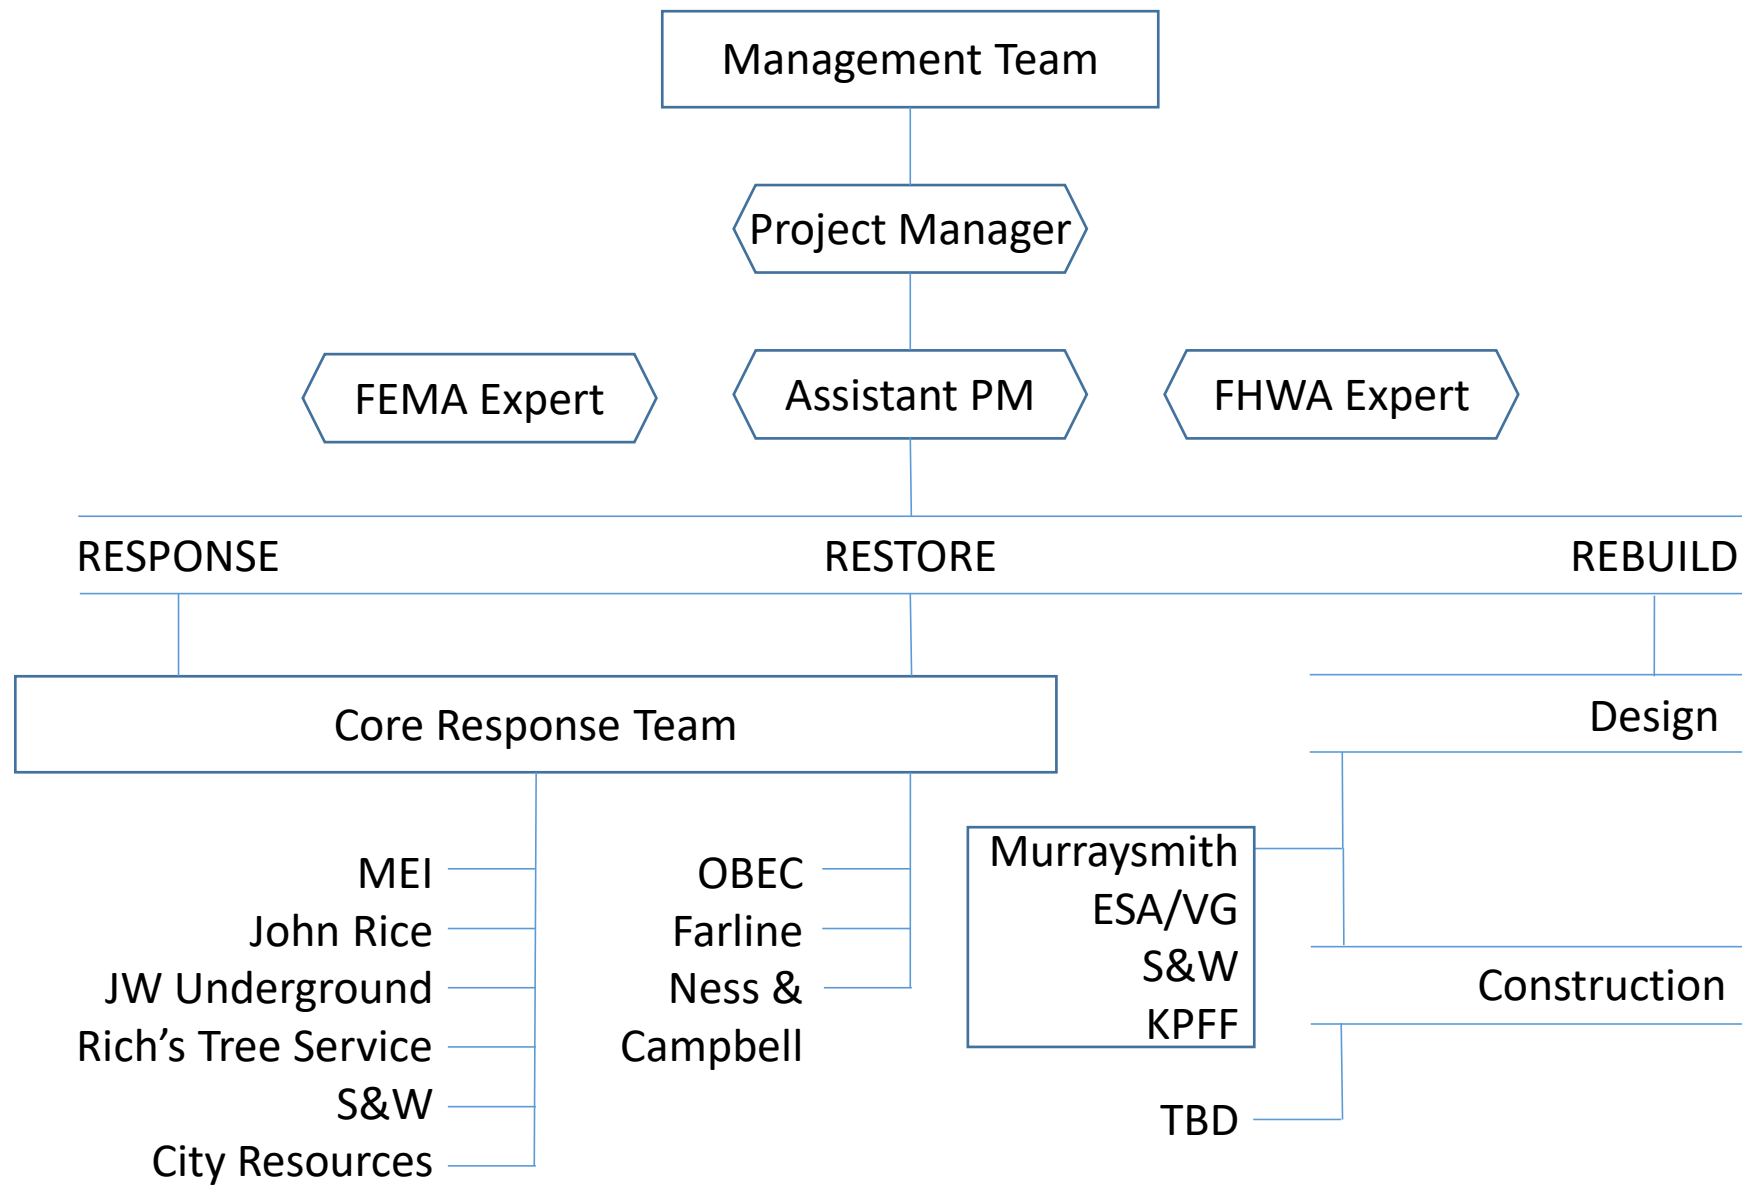 Management Team
Project Manager
FEMA Expert
Assistant PM
FHWA Expert
RESPONSE
RESTORE
REBUILD
Core Response Team
MEI
John Rice
JW Underground
Rich’s Tree Service
S&W
City Resources
OBEC
Farline
Ness &
Campbell
Design
Murraysmith
ESA/VG
S&W
KPFF
Construction
TBD